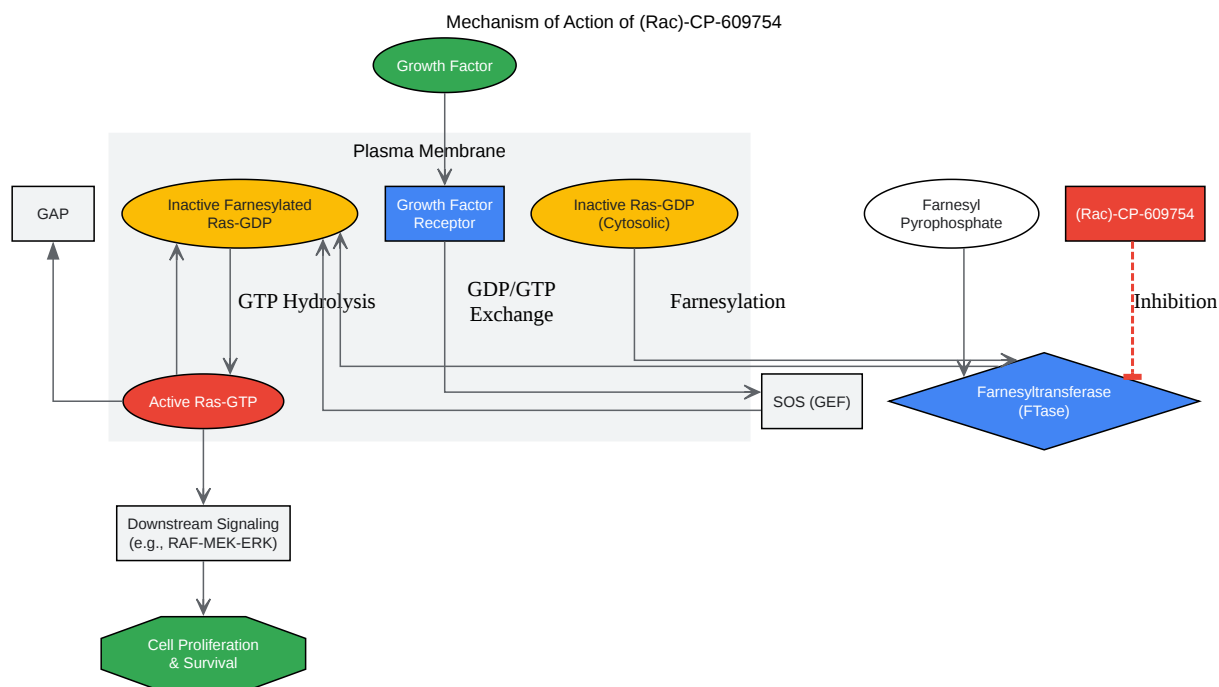 Mechanism of Action of (Rac)-CP-609754
Growth Factor
Plasma Membrane
GAP
Inactive Farnesylated
Ras-GDP
Growth Factor
Receptor
Inactive Ras-GDP
(Cytosolic)
Farnesyl
Pyrophosphate
(Rac)-CP-609754
GTP Hydrolysis
GDP/GTP
Exchange
Farnesylation
Inhibition
Active Ras-GTP
SOS (GEF)
Farnesyltransferase
(FTase)
Downstream Signaling
(e.g., RAF-MEK-ERK)
Cell Proliferation
& Survival